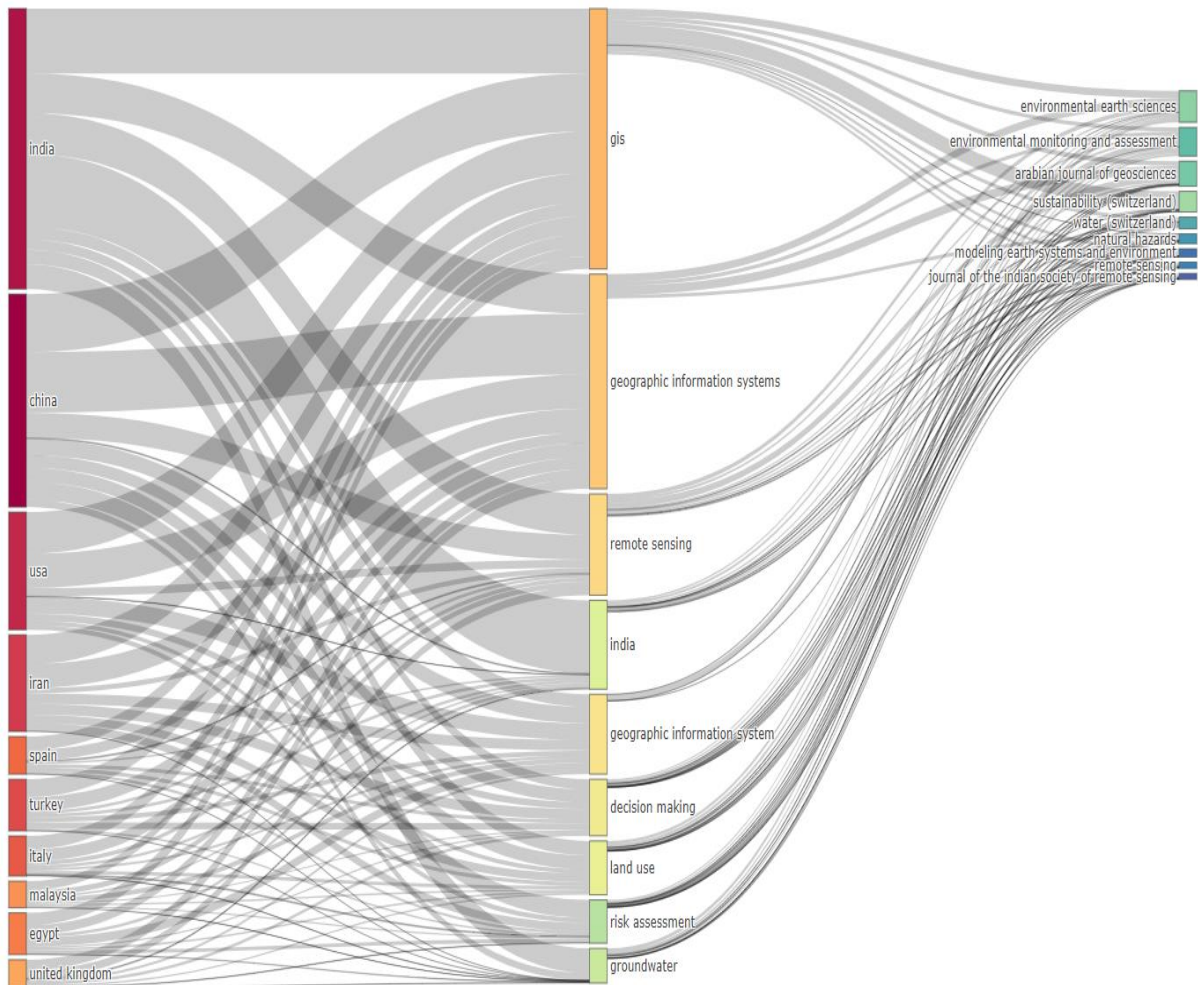 india
china
usa
iran
spain
turkey
italy
malaysia
egypt
united kingdom
gis
geographic information systems
remote sensing
india
geographic information system
decision making
land use
risk assessment
groundwater
environmental earth sciences
environmental monitoring and assessment
arabian journal of geosciences
sustainability (switzerland)
water (switzerland)
natural hazards
modeling earth systems and environment
remote sensing
journal of the indian society of remote sensing